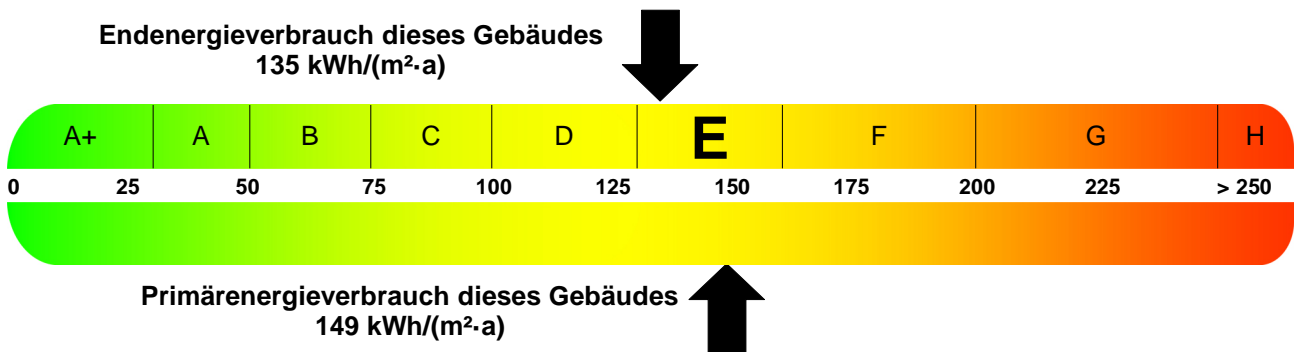 Endenergieverbrauch dieses Gebäudes
135 kWh/(m²·a)
A+ A B C D E F G H
0 25 50 75 100 125 150 175 200 225 > 250
Primärenergieverbrauch dieses Gebäudes
149 kWh/(m²·a)